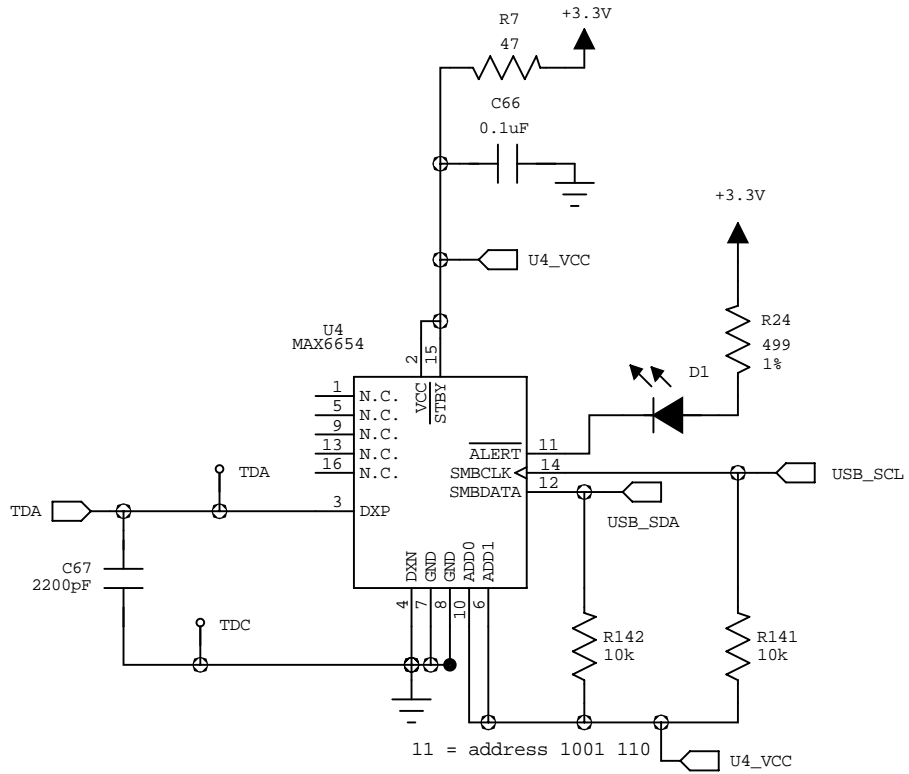 R7
47
+3.3V
C66
0.1uF
+3.3V
U4_VCC
U4
MAX6654
R24
499
1%
D1
2
15
VCC
STBY
1
N.C.
5
N.C.
9
N.C.
13
N.C.
16
N.C.
ALERT
11
SMBCLK
14
SMBDATA
12
USB_SCL
USB_SDA
TDA
TDA
3
DXP
C67
2200pF
DXN
GND
GND
ADD0
ADD1
4
7
8
10
6
TDC
R142
10k
R141
10k
11 = address 1001 110
U4_VCC